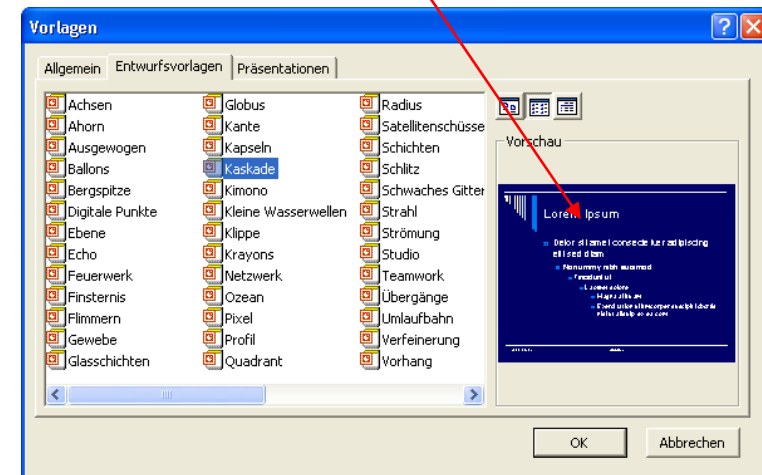 Vorlagen
Allgemein Entwurfsvorlagen Präsentationen
Achsen
Ahorn
Ausgewogen
Ballons
Bergspitze
Digitale Punkte
Ebene
Echo
Feuerwerk
Finsternis
Flimmern
Gewebe
Glasschichten
Globus
Kante
Kapseln
Kaskade
Kimono
Kleine Wasserwellen
Klippe
Krayons
Netzwerk
Ozean
Pixel
Profil
Quadrant
Radius
Satellitenschüsse
Schichten
Schlitz
Schwaches Gitter
Strahl
Strömung
Studio
Teamwork
Übergänge
Umlaufbahn
Verfeinerung
Vorhang
Vorschau
Lorem Ipsum
OK Abbrechen